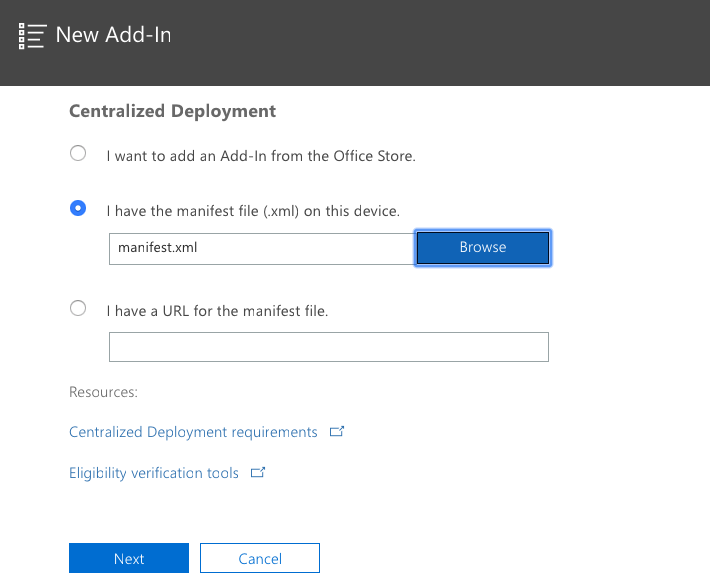 New Add-In
Centralized Deployment
I want to add an Add-In from the Office Store.
I have the manifest file (.xml) on this device.
manifest.xml
Browse
I have a URL for the manifest file.
Resources:
Centralized Deployment requirements
Eligibility verification tools
Next
Cancel